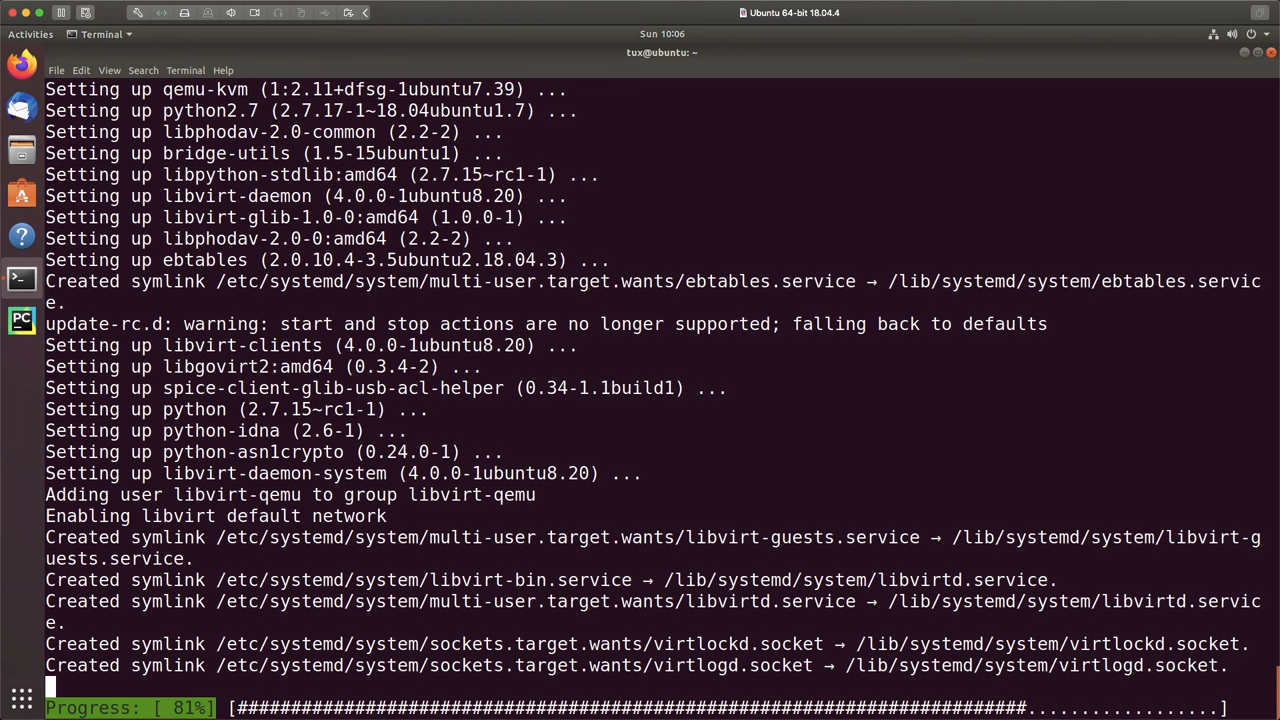 Ubuntu 64-bit 18.04.4
Activities
Terminal
Sun 10:06
tux@ubuntu: ~
File Edit View Search Terminal Help
Setting up qemu-kvm (1:2.11+dfsg-1ubuntu7.39) ...
Setting up python2.7 (2.7.17-1~18.04ubuntu1.7) ...
Setting up libphodav-2.0-common (2.2-2) ...
Setting up bridge-utils (1.5-15ubuntu1) ...
Setting up libpython-stdlib:amd64 (2.7.15~rc1-1) ...
Setting up libvirt-daemon (4.0.0-1ubuntu8.20) ...
Setting up libvirt-glib-1.0-0:amd64 (1.0.0-1) ...
Setting up libphodav-2.0-0:amd64 (2.2-2) ...
Setting up ebtables (2.0.10.4-3.5ubuntu2.18.04.3) ...
Created symlink /etc/systemd/system/multi-user.target.wants/ebtables.service → /lib/systemd/system/ebtables.servic
e.
update-rc.d: warning: start and stop actions are no longer supported; falling back to defaults
Setting up libvirt-clients (4.0.0-1ubuntu8.20) ...
Setting up libgovirt2:amd64 (0.3.4-2) ...
Setting up spice-client-glib-usb-acl-helper (0.34-1.1build1) ...
Setting up python (2.7.15~rc1-1) ...
Setting up python-idna (2.6-1) ...
Setting up python-asn1crypto (0.24.0-1) ...
Setting up libvirt-daemon-system (4.0.0-1ubuntu8.20) ...
Adding user libvirt-qemu to group libvirt-qemu
Enabling libvirt default network
Created symlink /etc/systemd/system/multi-user.target.wants/libvirt-guests.service → /lib/systemd/system/libvirt-g
uests.service.
Created symlink /etc/systemd/system/libvirt-bin.service → /lib/systemd/system/libvirtd.service.
Created symlink /etc/systemd/system/multi-user.target.wants/libvirtd.service → /lib/systemd/system/libvirtd.servic
e.
Created symlink /etc/systemd/system/sockets.target.wants/virtlockd.socket → /lib/systemd/system/virtlockd.socket.
Created symlink /etc/systemd/system/sockets.target.wants/virtlogd.socket → /lib/systemd/system/virtlogd.socket.
PC
Progress: [ 81%] [##########################################################################..................]